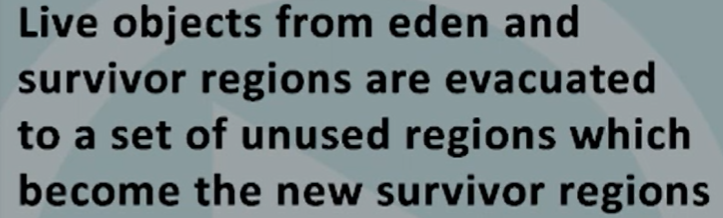 Live objects from eden and
survivor regions are evacuated
to a set of unused regions which
become the new survivor regions